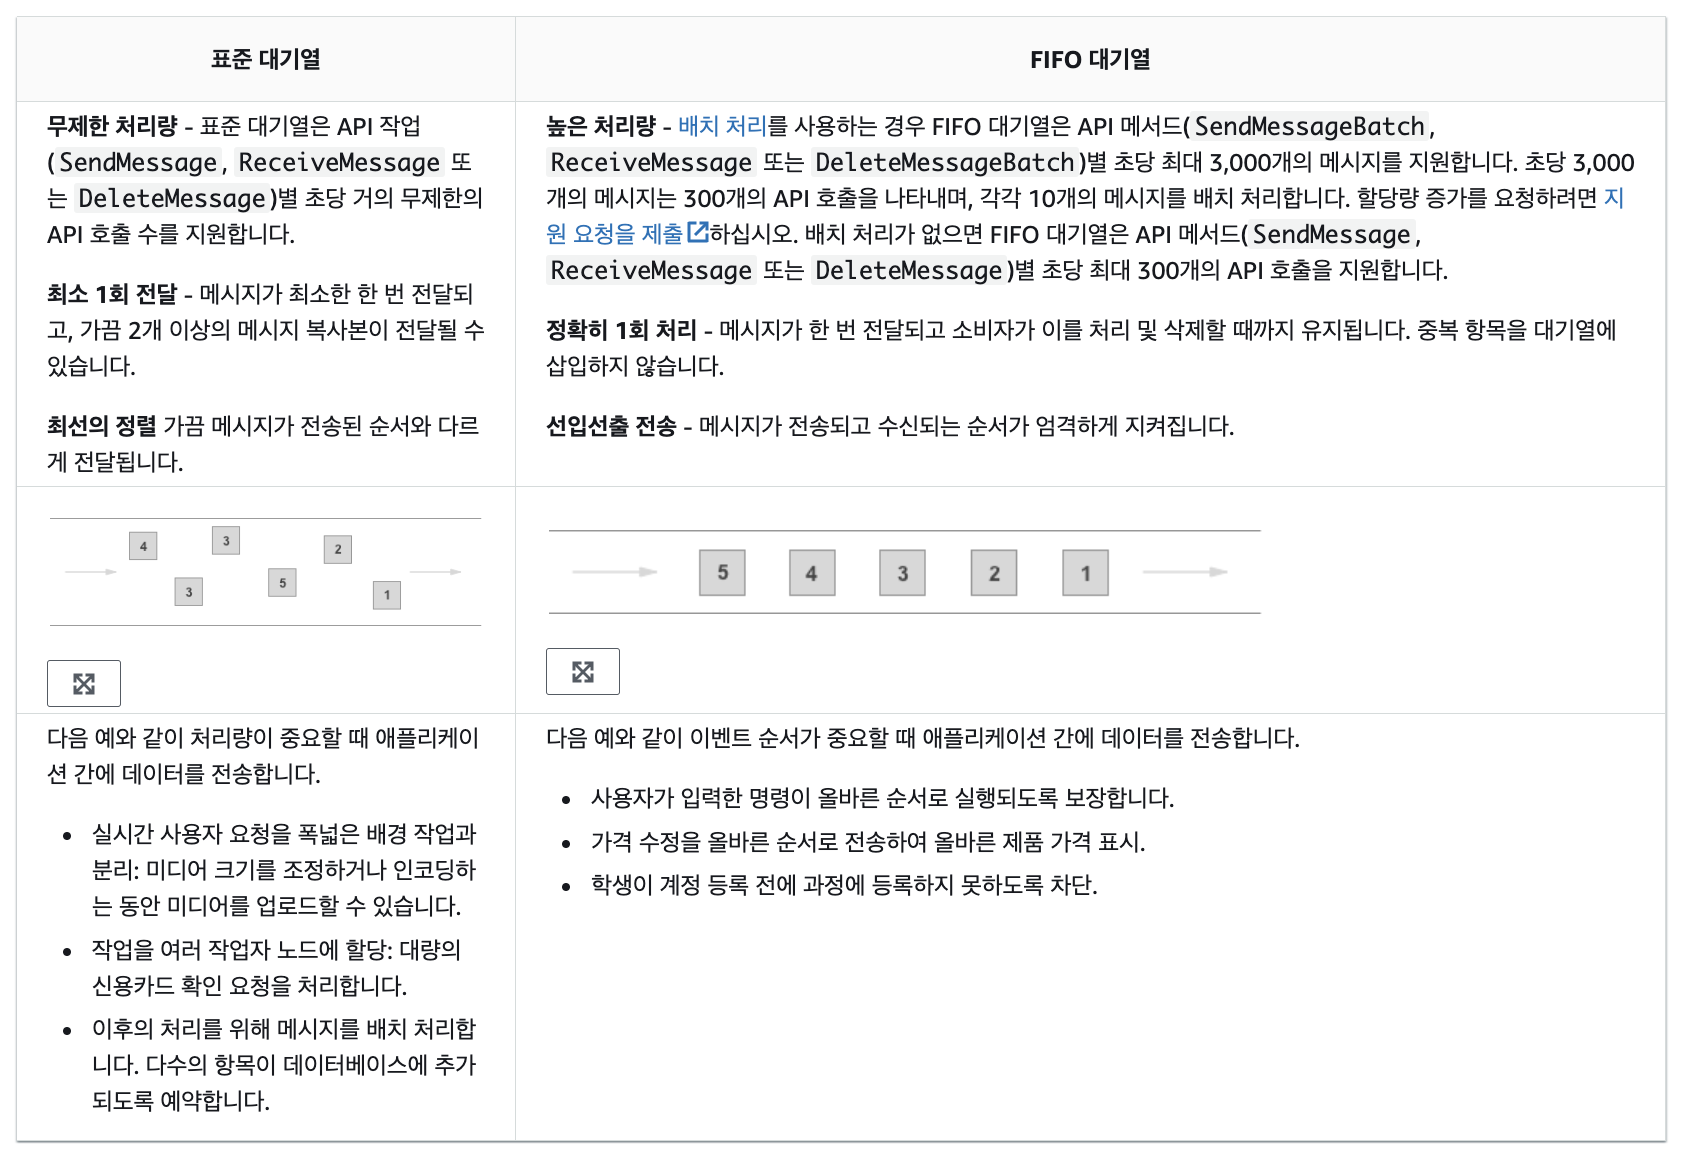 표준 대기열
FIFO 대기열
무제한 처리량 - 표준 대기열은 API 작업
(SendMessage, ReceiveMessage 또
는 DeleteMessage)별 초당 거의 무제한의
API 호출 수를 지원합니다.
최소 1회 전달 - 메시지가 최소한 한 번 전달되
고, 가끔 2개 이상의 메시지 복사본이 전달될 수
있습니다.
최선의 정렬 가끔 메시지가 전송된 순서와 다르
게 전달됩니다.
높은 처리량 - 배치 처리를 사용하는 경우 FIFO 대기열은 API 메서드(SendMessageBatch,
ReceiveMessage 또는 DeleteMessageBatch)별 초당 최대 3,000개의 메시지를 지원합니다. 초당 3,000
개의 메시지는 300개의 API 호출을 나타내며, 각각 10개의 메시지를 배치 처리합니다. 할당량 증가를 요청하려면 지
원 요청을 제출하십시오. 배치 처리가 없으면 FIFO 대기열은 API 메서드(SendMessage,
ReceiveMessage 또는 DeleteMessage)별 초당 최대 300개의 API 호출을 지원합니다.
정확히 1회 처리 - 메시지가 한 번 전달되고 소비자가 이를 처리 및 삭제할 때까지 유지됩니다. 중복 항목을 대기열에
삽입하지 않습니다.
선입선출 전송 - 메시지가 전송되고 수신되는 순서가 엄격하게 지켜집니다.
4 3 2
3 5 1
5 4 3 2 1
다음 예와 같이 처리량이 중요할 때 애플리케이
션 간에 데이터를 전송합니다.
• 실시간 사용자 요청을 폭넓은 배경 작업과
분리: 미디어 크기를 조정하거나 인코딩하
는 동안 미디어를 업로드할 수 있습니다.
• 작업을 여러 작업자 노드에 할당: 대량의
신용카드 확인 요청을 처리합니다.
• 이후의 처리를 위해 메시지를 배치 처리합
니다. 다수의 항목이 데이터베이스에 추가
되도록 예약합니다.
다음 예와 같이 이벤트 순서가 중요할 때 애플리케이션 간에 데이터를 전송합니다.
• 사용자가 입력한 명령이 올바른 순서로 실행되도록 보장합니다.
• 가격 수정을 올바른 순서로 전송하여 올바른 제품 가격 표시.
• 학생이 계정 등록 전에 과정에 등록하지 못하도록 차단.